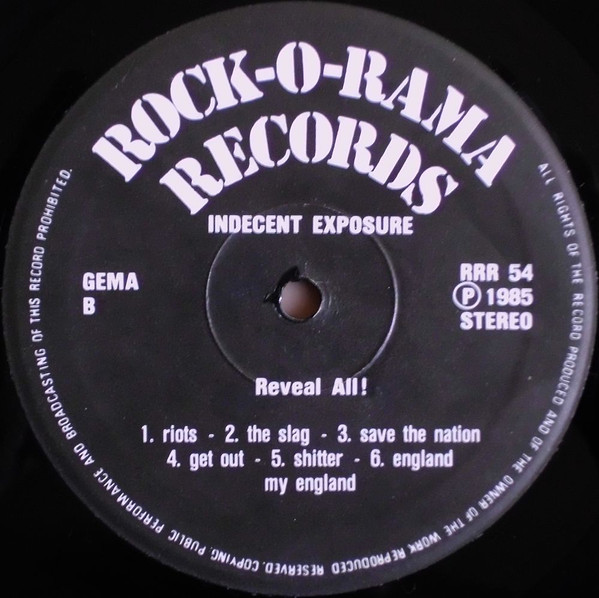 ROCK-O-RAMA
RECORDS
INDECENT EXPOSURE
GEMA
B
RRR 54
Ⓟ 1985
STEREO
Reveal All!
1. riots - 2. the slag - 3. save the nation
4. get out - 5. shitter - 6. england
my england
ALL RIGHTS OF THE RECORD PRODUCED AND OF THE OWNER OF THE WORK REPRODUCED RESERVED. COPYING, PUBLIC PERFORMANCE AND BROADCASTING OF THIS RECORD PROHIBITED.